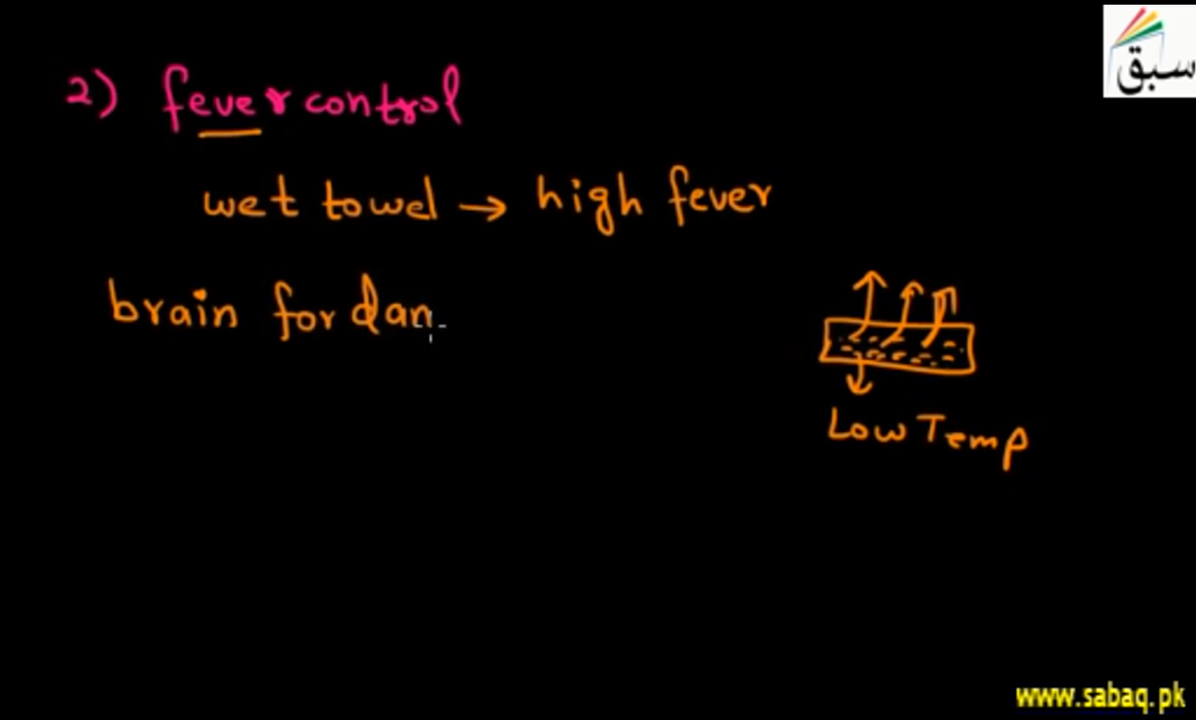 سبق
2) fever control
wet towel → high fever
brain for dan
Low Temp
www.sabaq.pk